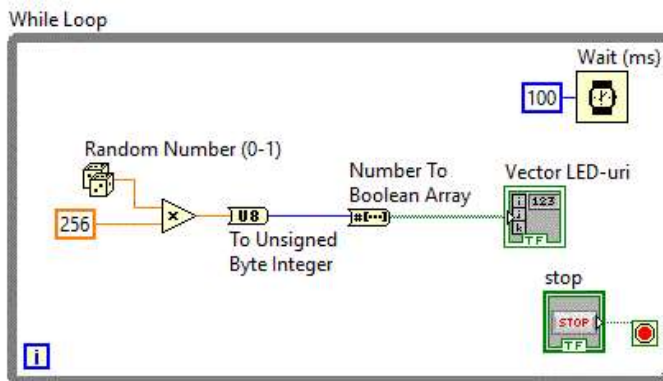 While Loop
Wait (ms)
100
Random Number (0-1)
Number To
Boolean Array
Vector LED-uri
256
x
U8
#[...]
i
123
j
k
TF
To Unsigned
Byte Integer
stop
STOP
TF
i